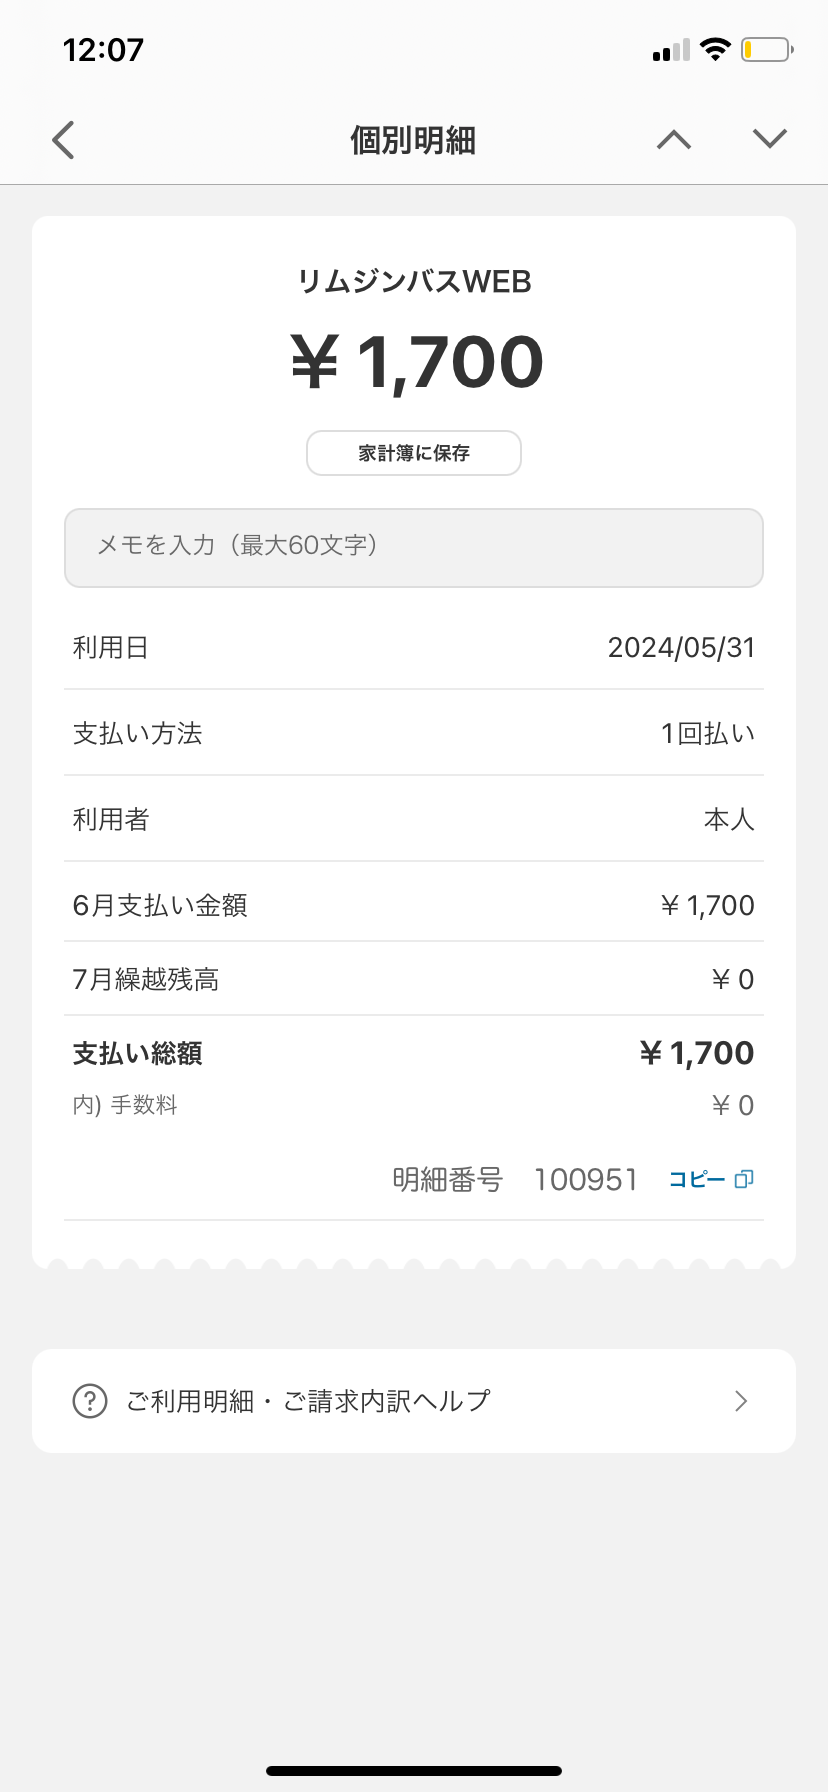 12:07
個別明細
リムジンバスWEB
¥ 1,700
家計簿に保存
メモを入力（最大60文字）
利用日 2024/05/31
支払い方法 1回払い
利用者 本人
6月支払い金額 ¥ 1,700
7月繰越残高 ¥ 0
支払い総額 ¥ 1,700
内) 手数料 ¥ 0
明細番号 100951 コピー
ご利用明細・ご請求内訳ヘルプ